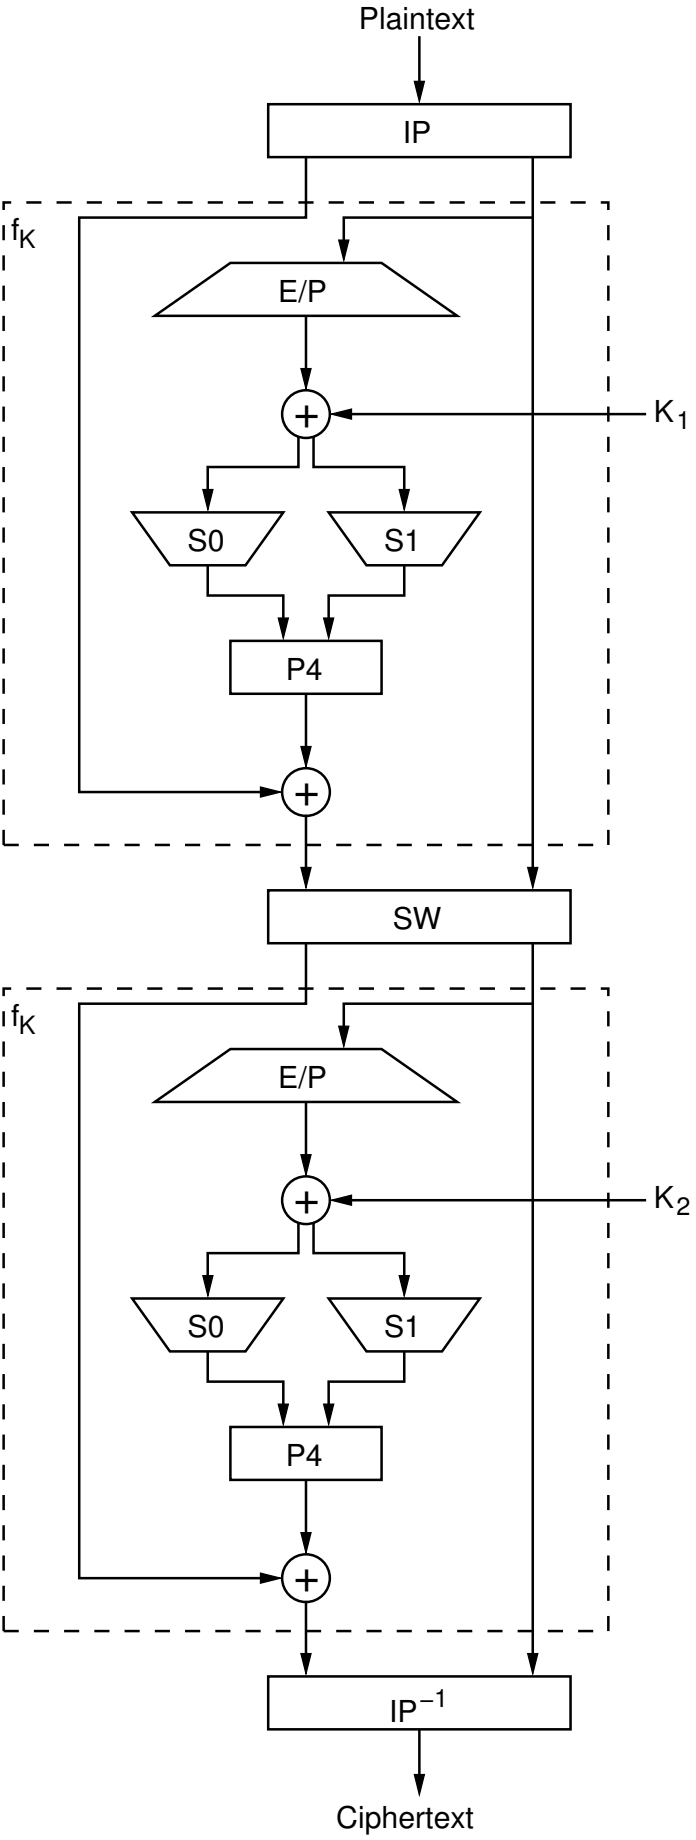 Plaintext
IP
fK
E/P
+
K1
S0 S1
P4
+
SW
fK
E/P
+
K2
S0 S1
P4
+
IP−1
Ciphertext